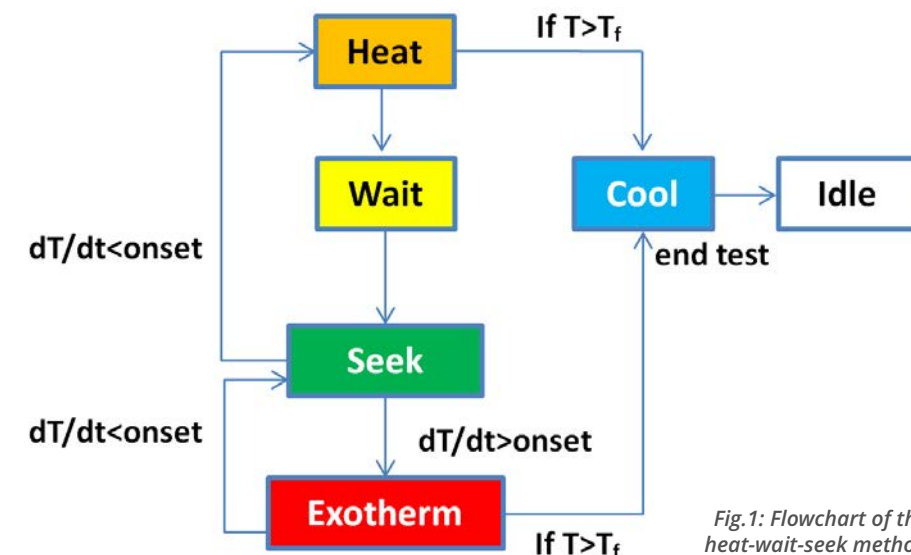 If T>Tf
Heat
Wait
Cool
Idle
dT/dt<onset
end test
Seek
dT/dt<onset
dT/dt>onset
Exotherm
If T>Tf
Fig.1: Flowchart of th
heat-wait-seek metho